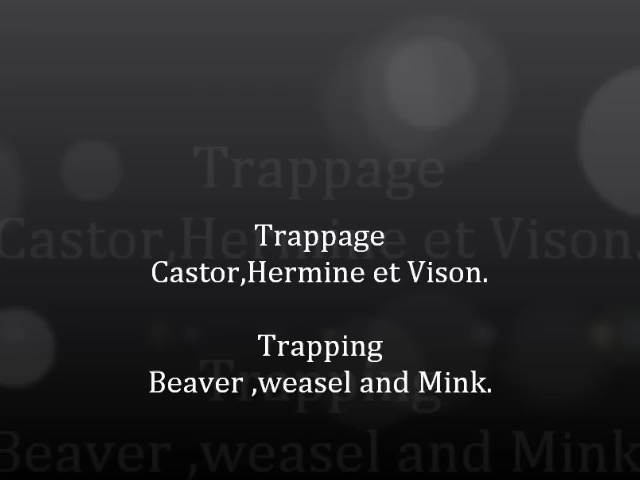 Trappage
Castor,Hermine et Vison.
Trapping
Beaver ,weasel and Mink.